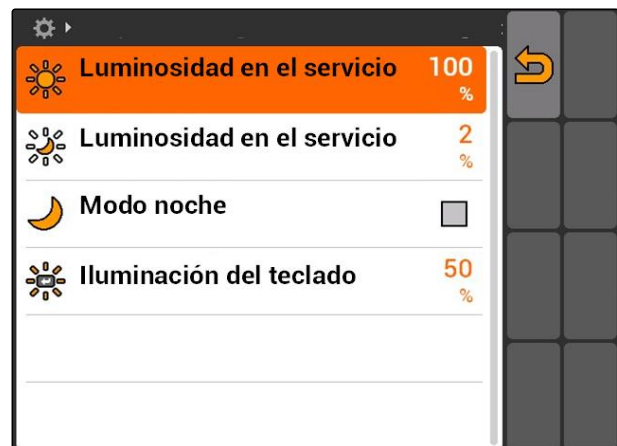 Luminosidad en el servicio 100
%
Luminosidad en el servicio 2
%
Modo noche
Iluminación del teclado 50
%